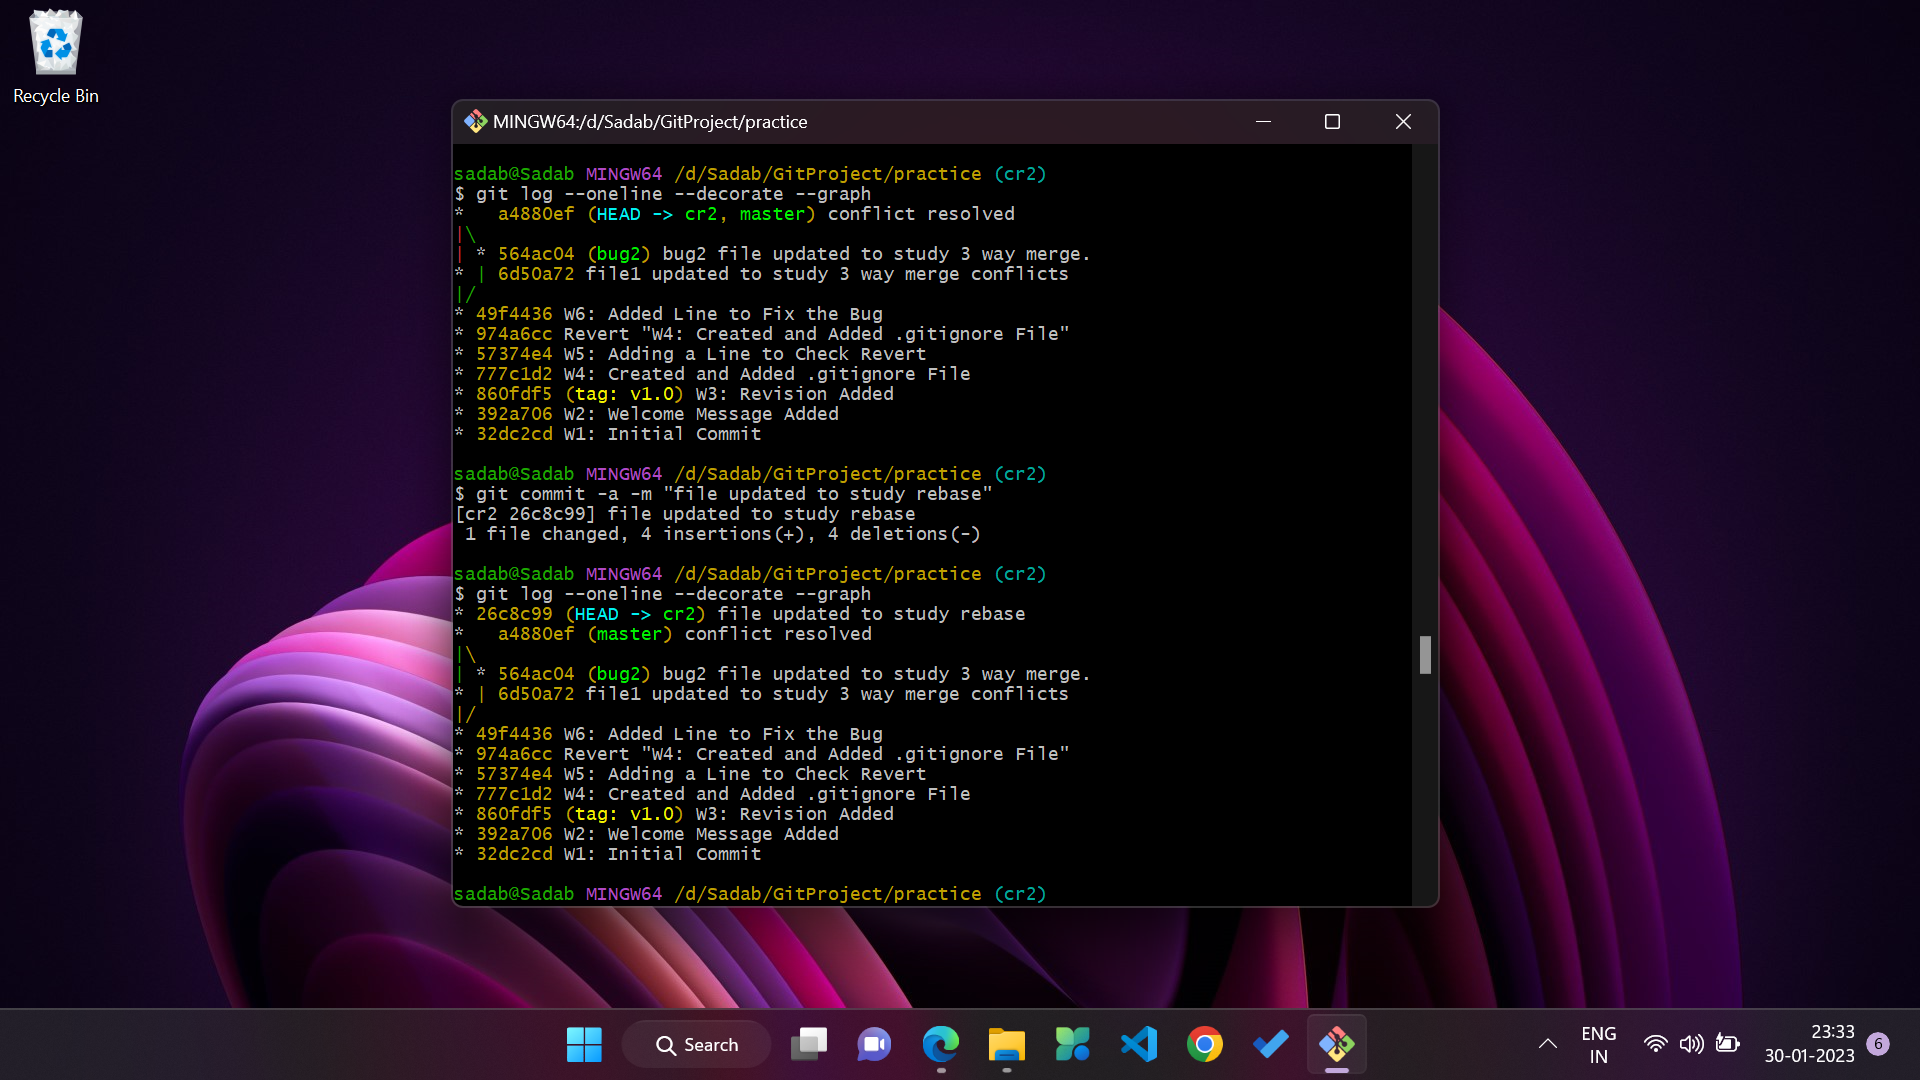 Recycle Bin
MINGW64:/d/Sadab/GitProject/practice
sadab@Sadab MINGW64 /d/Sadab/GitProject/practice (cr2)
$ git log --oneline --decorate --graph
*   a4880ef (HEAD -> cr2, master) conflict resolved
|\
| * 564ac04 (bug2) bug2 file updated to study 3 way merge.
* | 6d50a72 file1 updated to study 3 way merge conflicts
|/
* 49f4436 W6: Added Line to Fix the Bug
* 974a6cc Revert "W4: Created and Added .gitignore File"
* 57374e4 W5: Adding a Line to Check Revert
* 777c1d2 W4: Created and Added .gitignore File
* 860fdf5 (tag: v1.0) W3: Revision Added
* 392a706 W2: Welcome Message Added
* 32dc2cd W1: Initial Commit
sadab@Sadab MINGW64 /d/Sadab/GitProject/practice (cr2)
$ git commit -a -m "file updated to study rebase"
[cr2 26c8c99] file updated to study rebase
 1 file changed, 4 insertions(+), 4 deletions(-)
sadab@Sadab MINGW64 /d/Sadab/GitProject/practice (cr2)
$ git log --oneline --decorate --graph
* 26c8c99 (HEAD -> cr2) file updated to study rebase
*   a4880ef (master) conflict resolved
|\
| * 564ac04 (bug2) bug2 file updated to study 3 way merge.
* | 6d50a72 file1 updated to study 3 way merge conflicts
|/
* 49f4436 W6: Added Line to Fix the Bug
* 974a6cc Revert "W4: Created and Added .gitignore File"
* 57374e4 W5: Adding a Line to Check Revert
* 777c1d2 W4: Created and Added .gitignore File
* 860fdf5 (tag: v1.0) W3: Revision Added
* 392a706 W2: Welcome Message Added
* 32dc2cd W1: Initial Commit
sadab@Sadab MINGW64 /d/Sadab/GitProject/practice (cr2)
Search
ENG
IN
23:33
30-01-2023
6